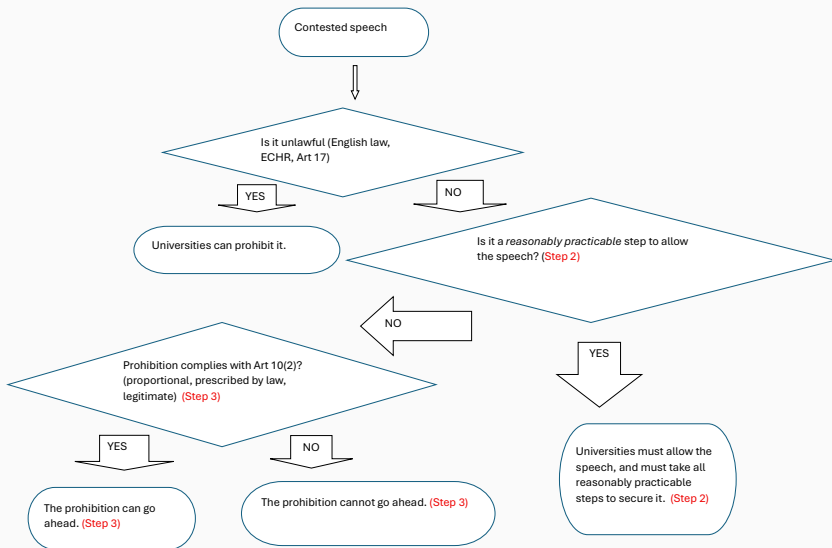 Contested speech
Is it unlawful (English law,
ECHR, Art 17)
YES
NO
Universities can prohibit it.
Is it a reasonably practicable step to allow
the speech? (Step 2)
NO
YES
Prohibition complies with Art 10(2)?
(proportional, prescribed by law,
legitimate) (Step 3)
YES
NO
Universities must allow the
speech, and must take all
reasonably practicable
steps to secure it. (Step 2)
The prohibition can go
ahead. (Step 3)
The prohibition cannot go ahead. (Step 3)